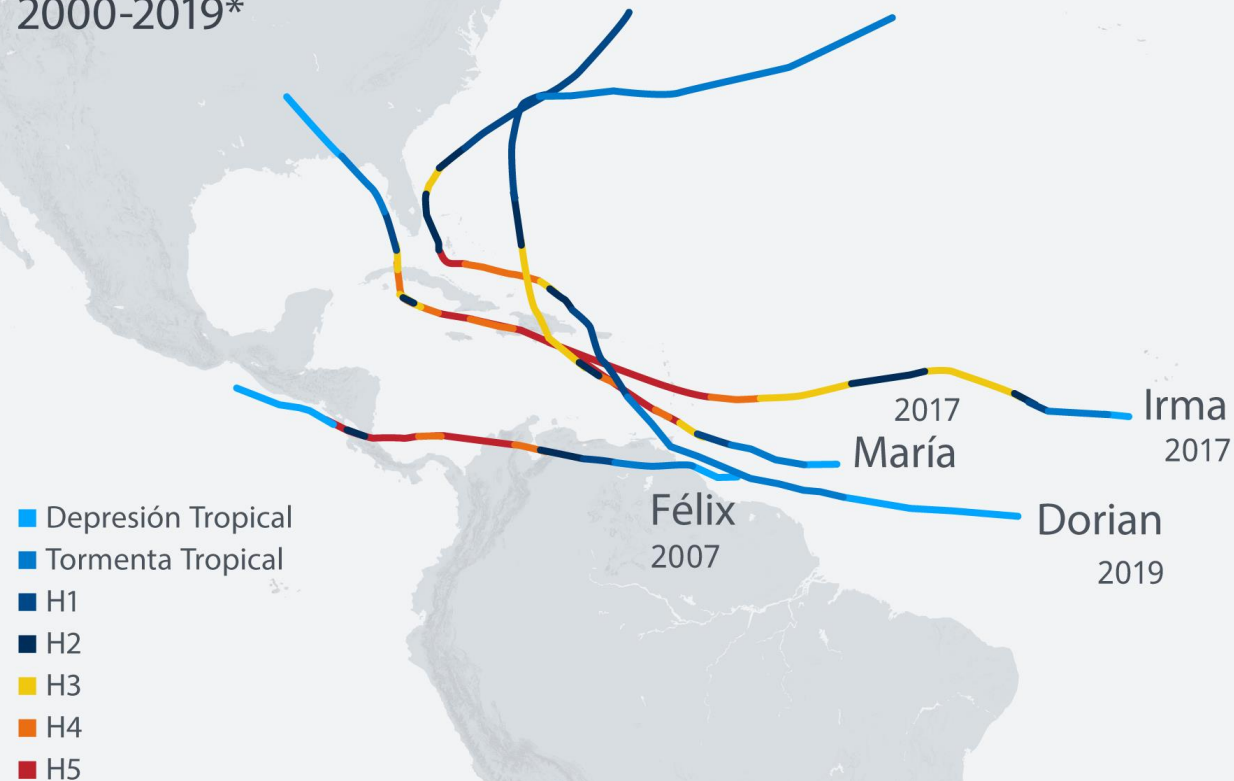 2000-2019*
Irma
2017
2017
María
Félix
2007
Dorian
2019
Depresión Tropical
Tormenta Tropical
H1
H2
H3
H4
H5